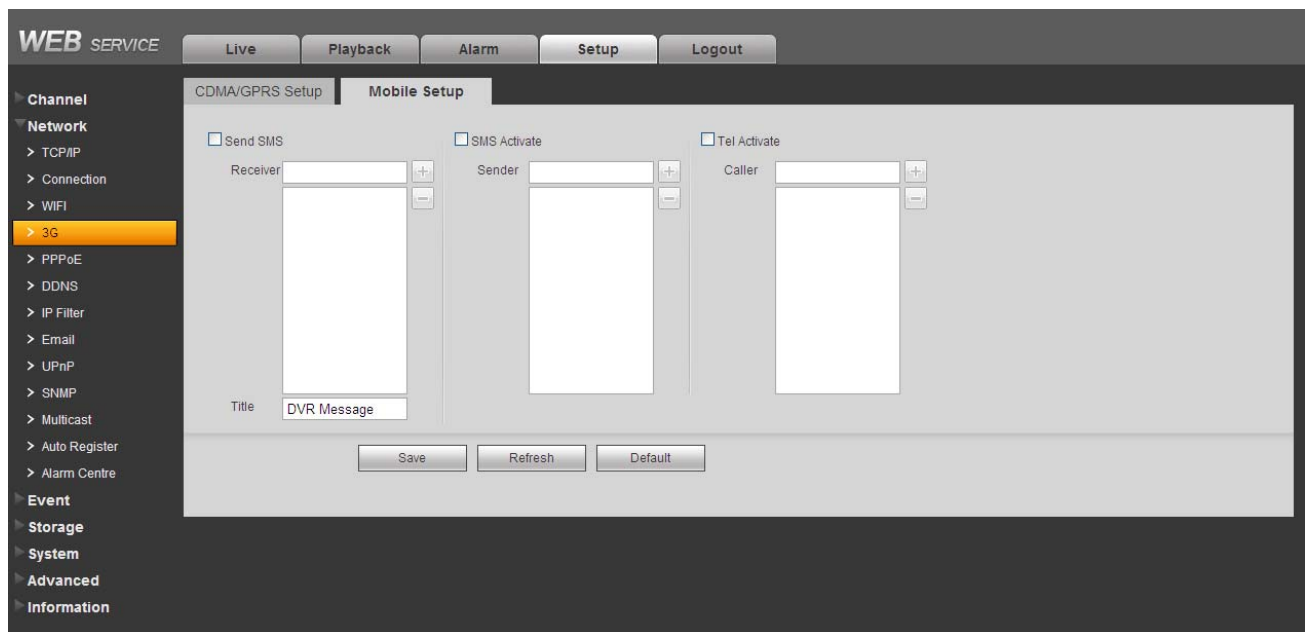 WEB SERVICE
Live Playback Alarm Setup Logout
CDMA/GPRS Setup Mobile Setup
Channel
Network
> TCP/IP
> Connection
> WIFI
> 3G
> PPPoE
> DDNS
> IP Filter
> Email
> UPnP
> SNMP
> Multicast
> Auto Register
> Alarm Centre
Event
Storage
System
Advanced
Information
Send SMS SMS Activate Tel Activate
Receiver + Sender + Caller +
− − −
Title DVR Message
Save Refresh Default